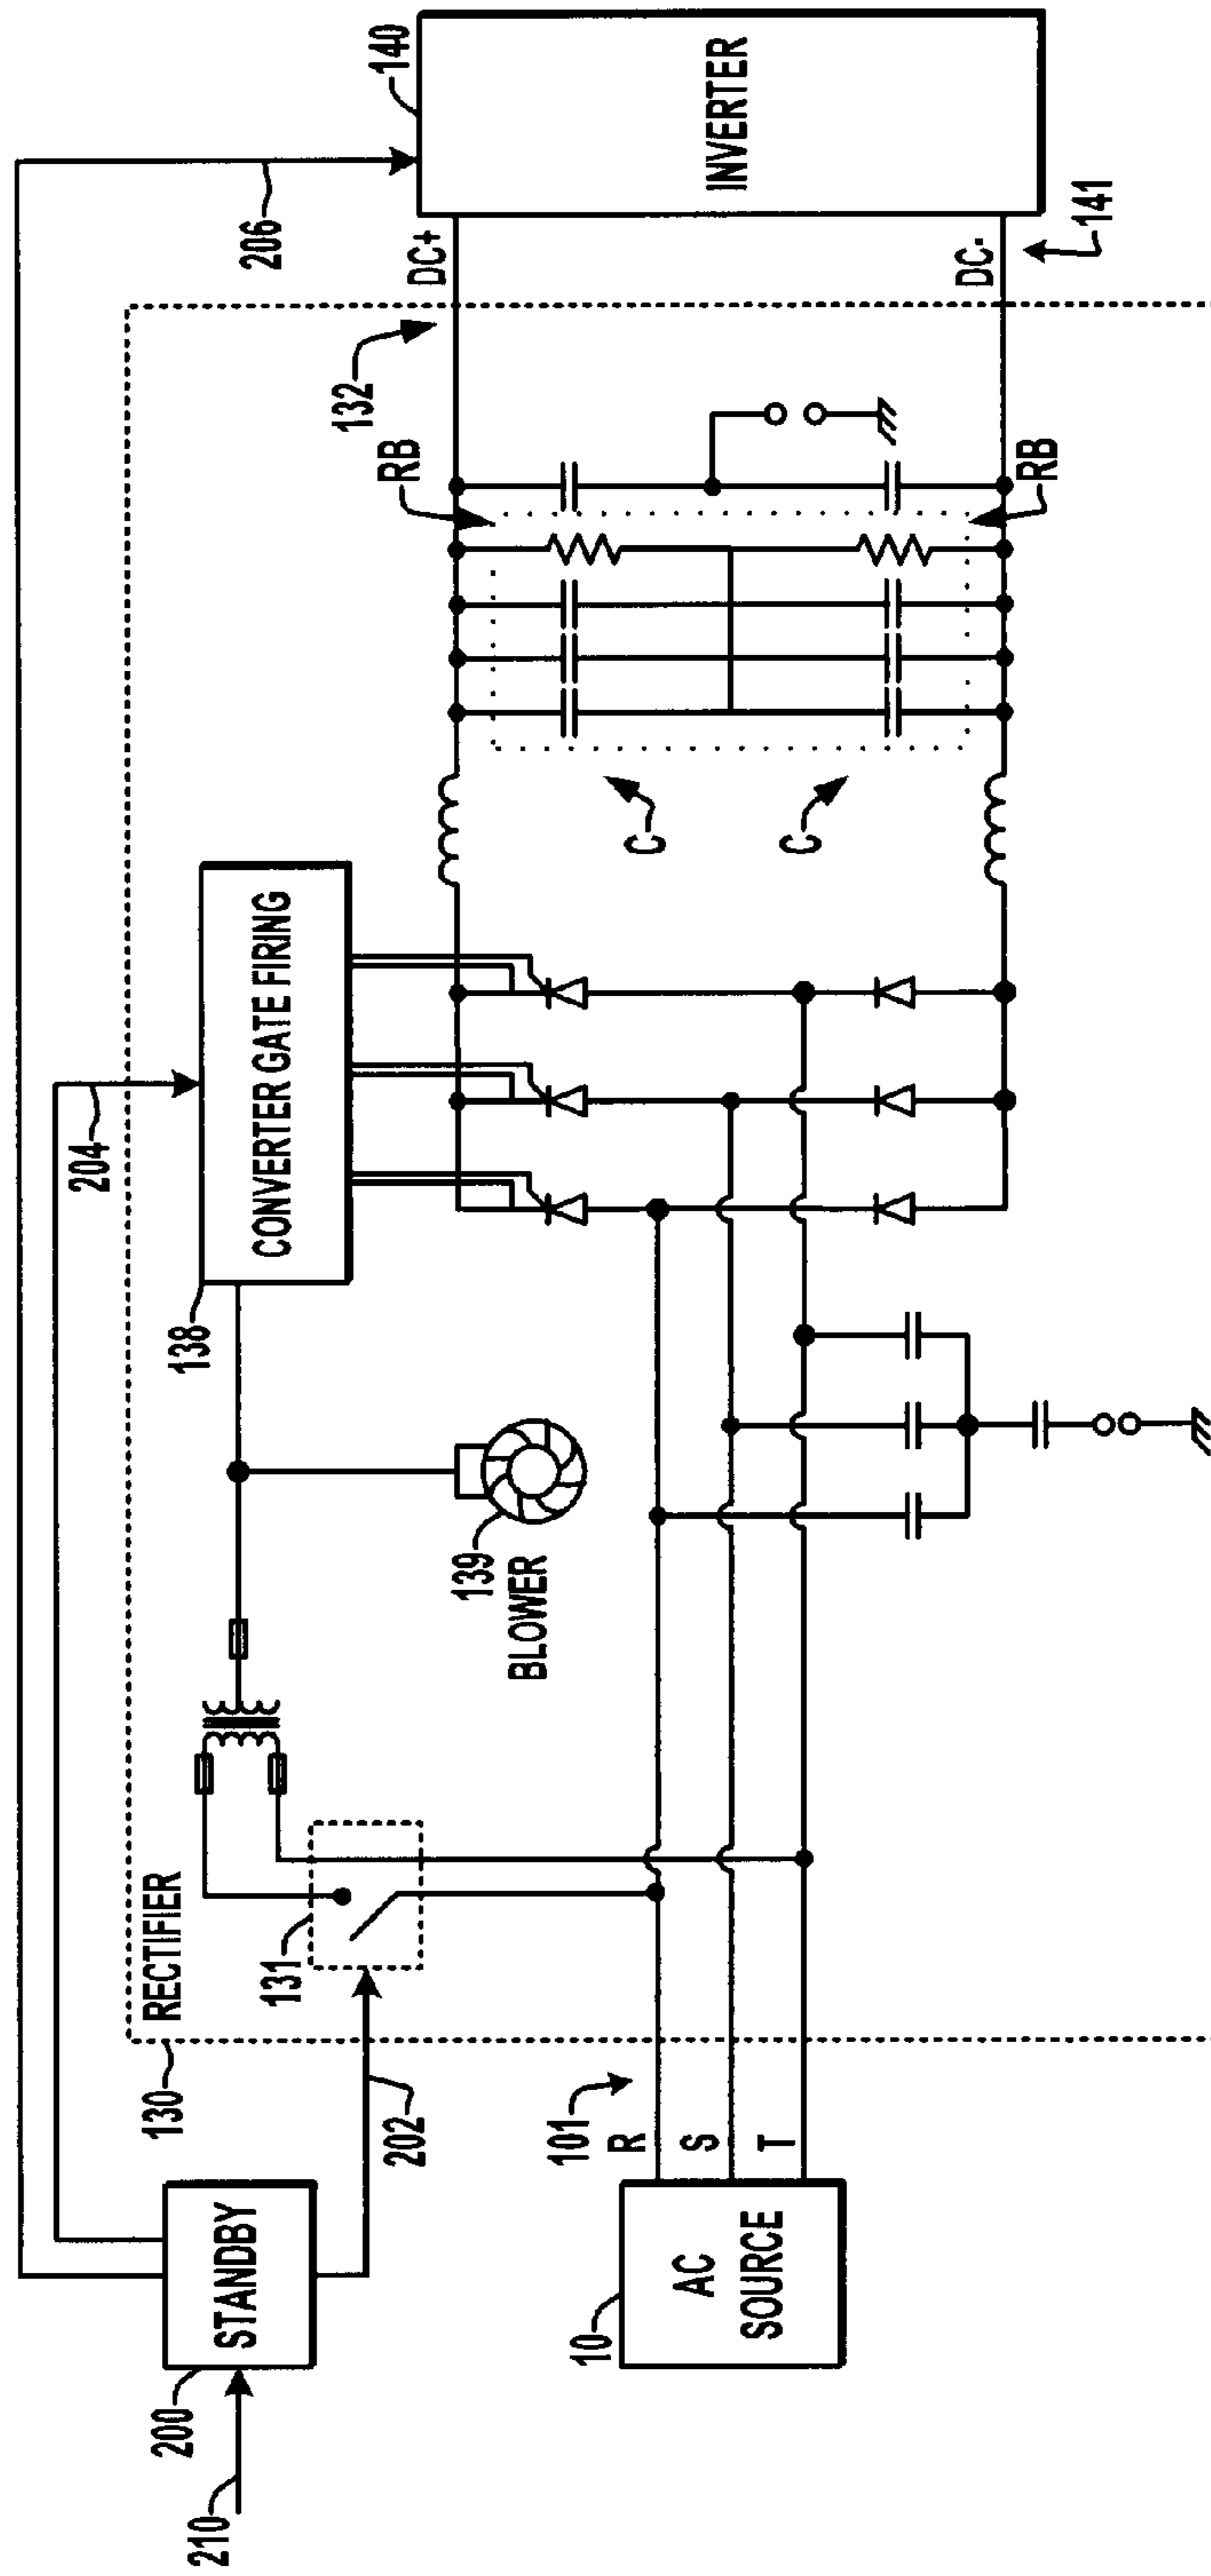 210
200
STANDBY
202
204
206
130
RECTIFIER
131
138
CONVERTER GATE FIRING
139
BLOWER
10
AC
SOURCE
101
R
S
T
C
C
RB
RB
132
DC+
DC-
141
140
INVERTER